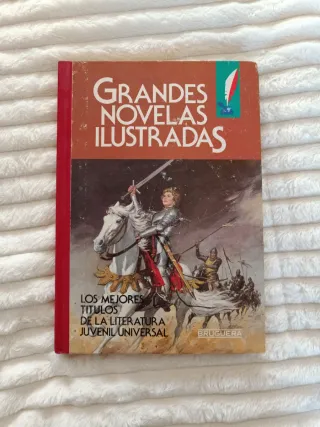 GRANDES
NOVELAS
ILUSTRADAS
LOS MEJORES
TITULOS
DE LA LITERATURA
JUVENIL UNIVERSAL
BRUGUERA